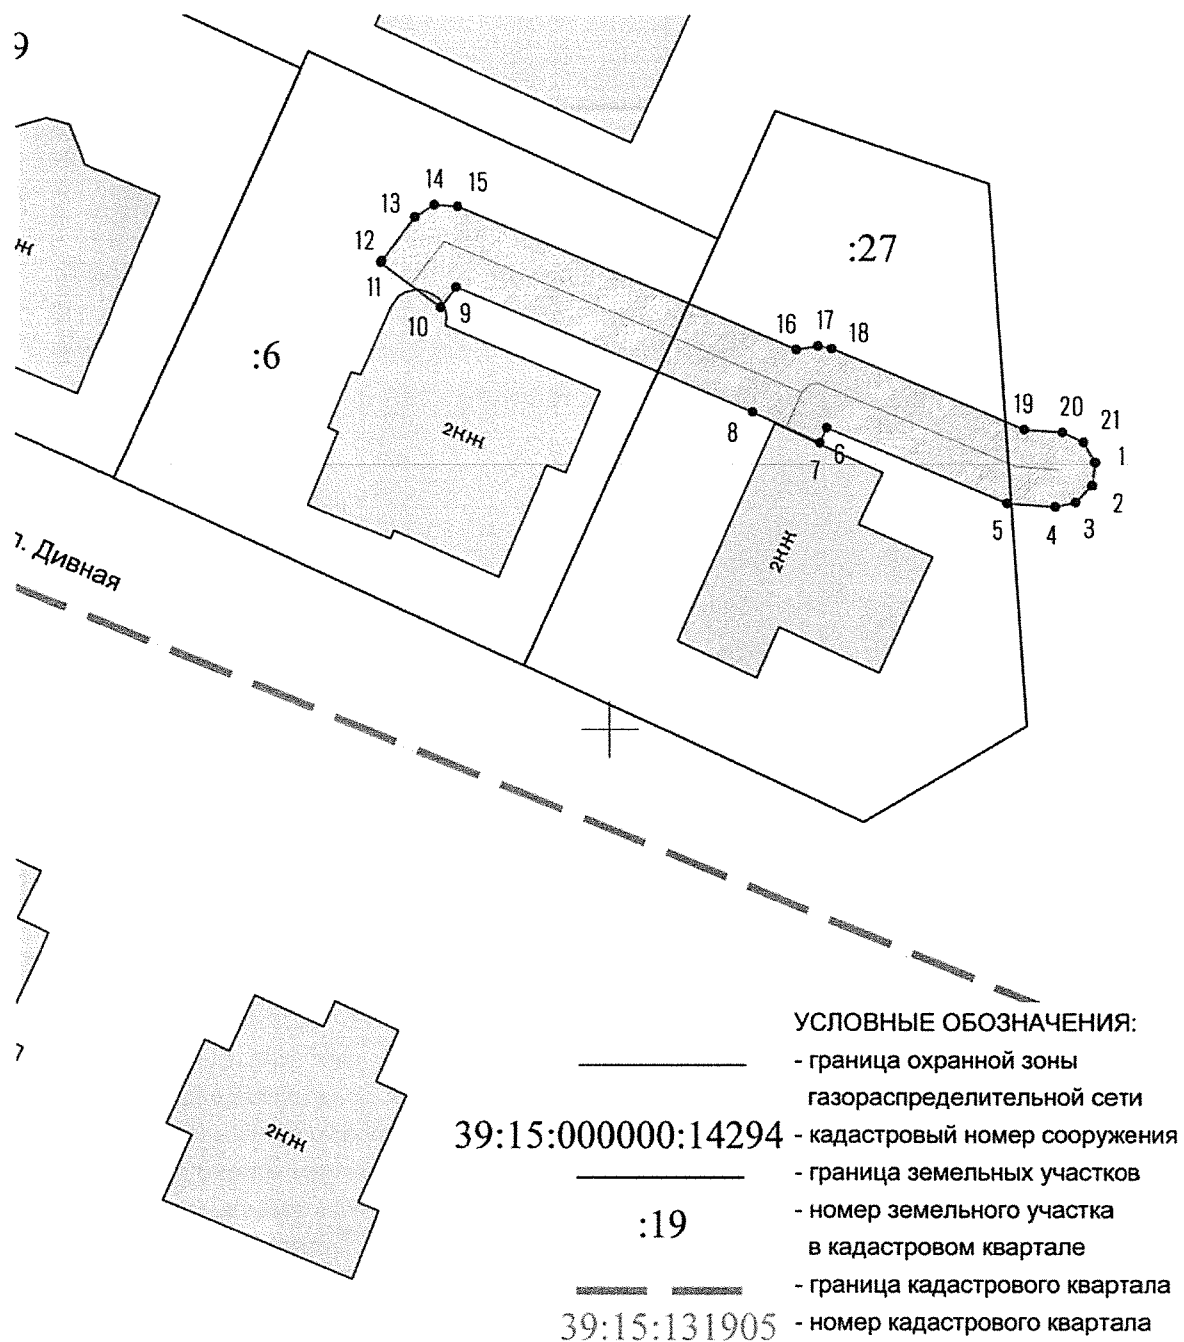 9
14 15
13
:27
12
нж
11
9
16 17 18
10
:6
19 20 21
8
2нж
6
1
7
5 4 3 2
2нж
л. Дивная
УСЛОВНЫЕ ОБОЗНАЧЕНИЯ:
- граница охранной зоны
газораспределительной сети
2нж
39:15:000000:14294 - кадастровый номер сооружения
- граница земельных участков
:19 - номер земельного участка
в кадастровом квартале
- граница кадастрового квартала
39:15:131905 - номер кадастрового квартала